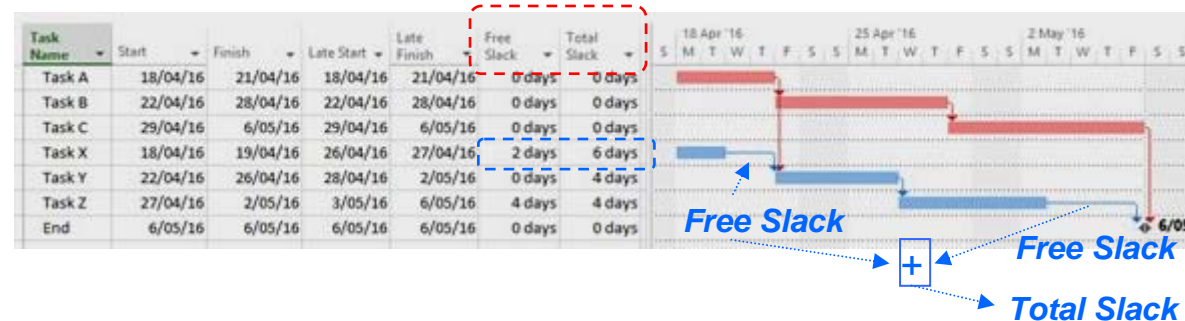 Task Name Start Finish Late Start Late Finish Free Slack Total Slack 18 Apr '16 25 Apr '16 2 May '16
S M T W T F S S M T W T F S S M T W T F S S
Task A 18/04/16 21/04/16 18/04/16 21/04/16 0 days 0 days
Task B 22/04/16 28/04/16 22/04/16 28/04/16 0 days 0 days
Task C 29/04/16 6/05/16 29/04/16 6/05/16 0 days 0 days
Task X 18/04/16 19/04/16 26/04/16 27/04/16 2 days 6 days
Task Y 22/04/16 26/04/16 28/04/16 2/05/16 0 days 4 days
Task Z 27/04/16 2/05/16 3/05/16 6/05/16 4 days 4 days
End 6/05/16 6/05/16 6/05/16 6/05/16 0 days 0 days 6/05
Free Slack
+
Free Slack
Total Slack